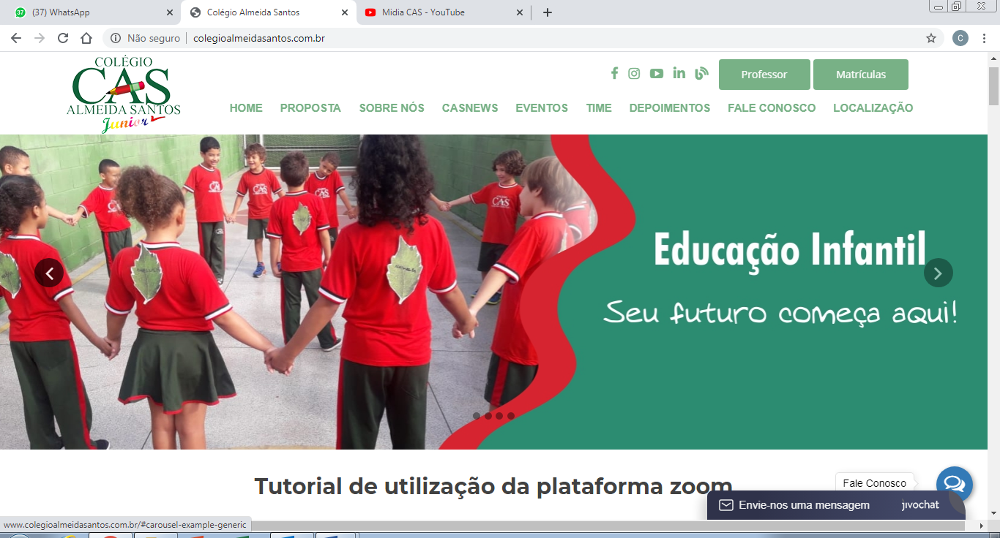 37
(37) WhatsApp
Colégio Almeida Santos
Midia CAS - YouTube
Não seguro
colegioalmeidasantos.com.br
C
COLÉGIO
CAS
ALMEIDA SANTOS
Junior
Professor
Matrículas
HOME
PROPOSTA
SOBRE NÓS
CASNEWS
EVENTOS
TIME
DEPOIMENTOS
FALE CONOSCO
LOCALIZAÇÃO
CAS
CAS
CAS
Educação Infantil
Seu futuro começa aqui!
Tutorial de utilização da plataforma zoom
Fale Conosco
Envie-nos uma mensagem
jivochat
www.colegioalmeidasantos.com.br/#carousel-example-generic